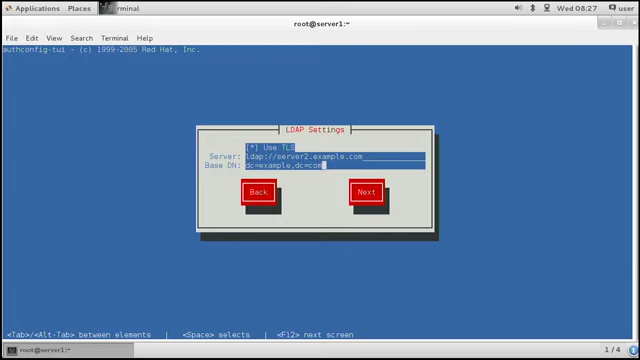 Applications Places Terminal Wed 08:27 user
root@server1:~
File Edit View Search Terminal Help
authconfig-tui - (c) 1999-2005 Red Hat, Inc.
LDAP Settings
[*] Use TLS
Server: ldap://server2.example.com
Base DN: dc=example,dc=com
Back Next
<Tab>/<Alt-Tab> between elements | <Space> selects | <F12> next screen
root@server1:~ 1 / 4